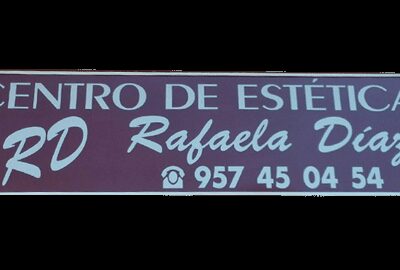 CENTRO DE ESTÉTICA
RD Rafaela Díaz
☎ 957 45 04 54